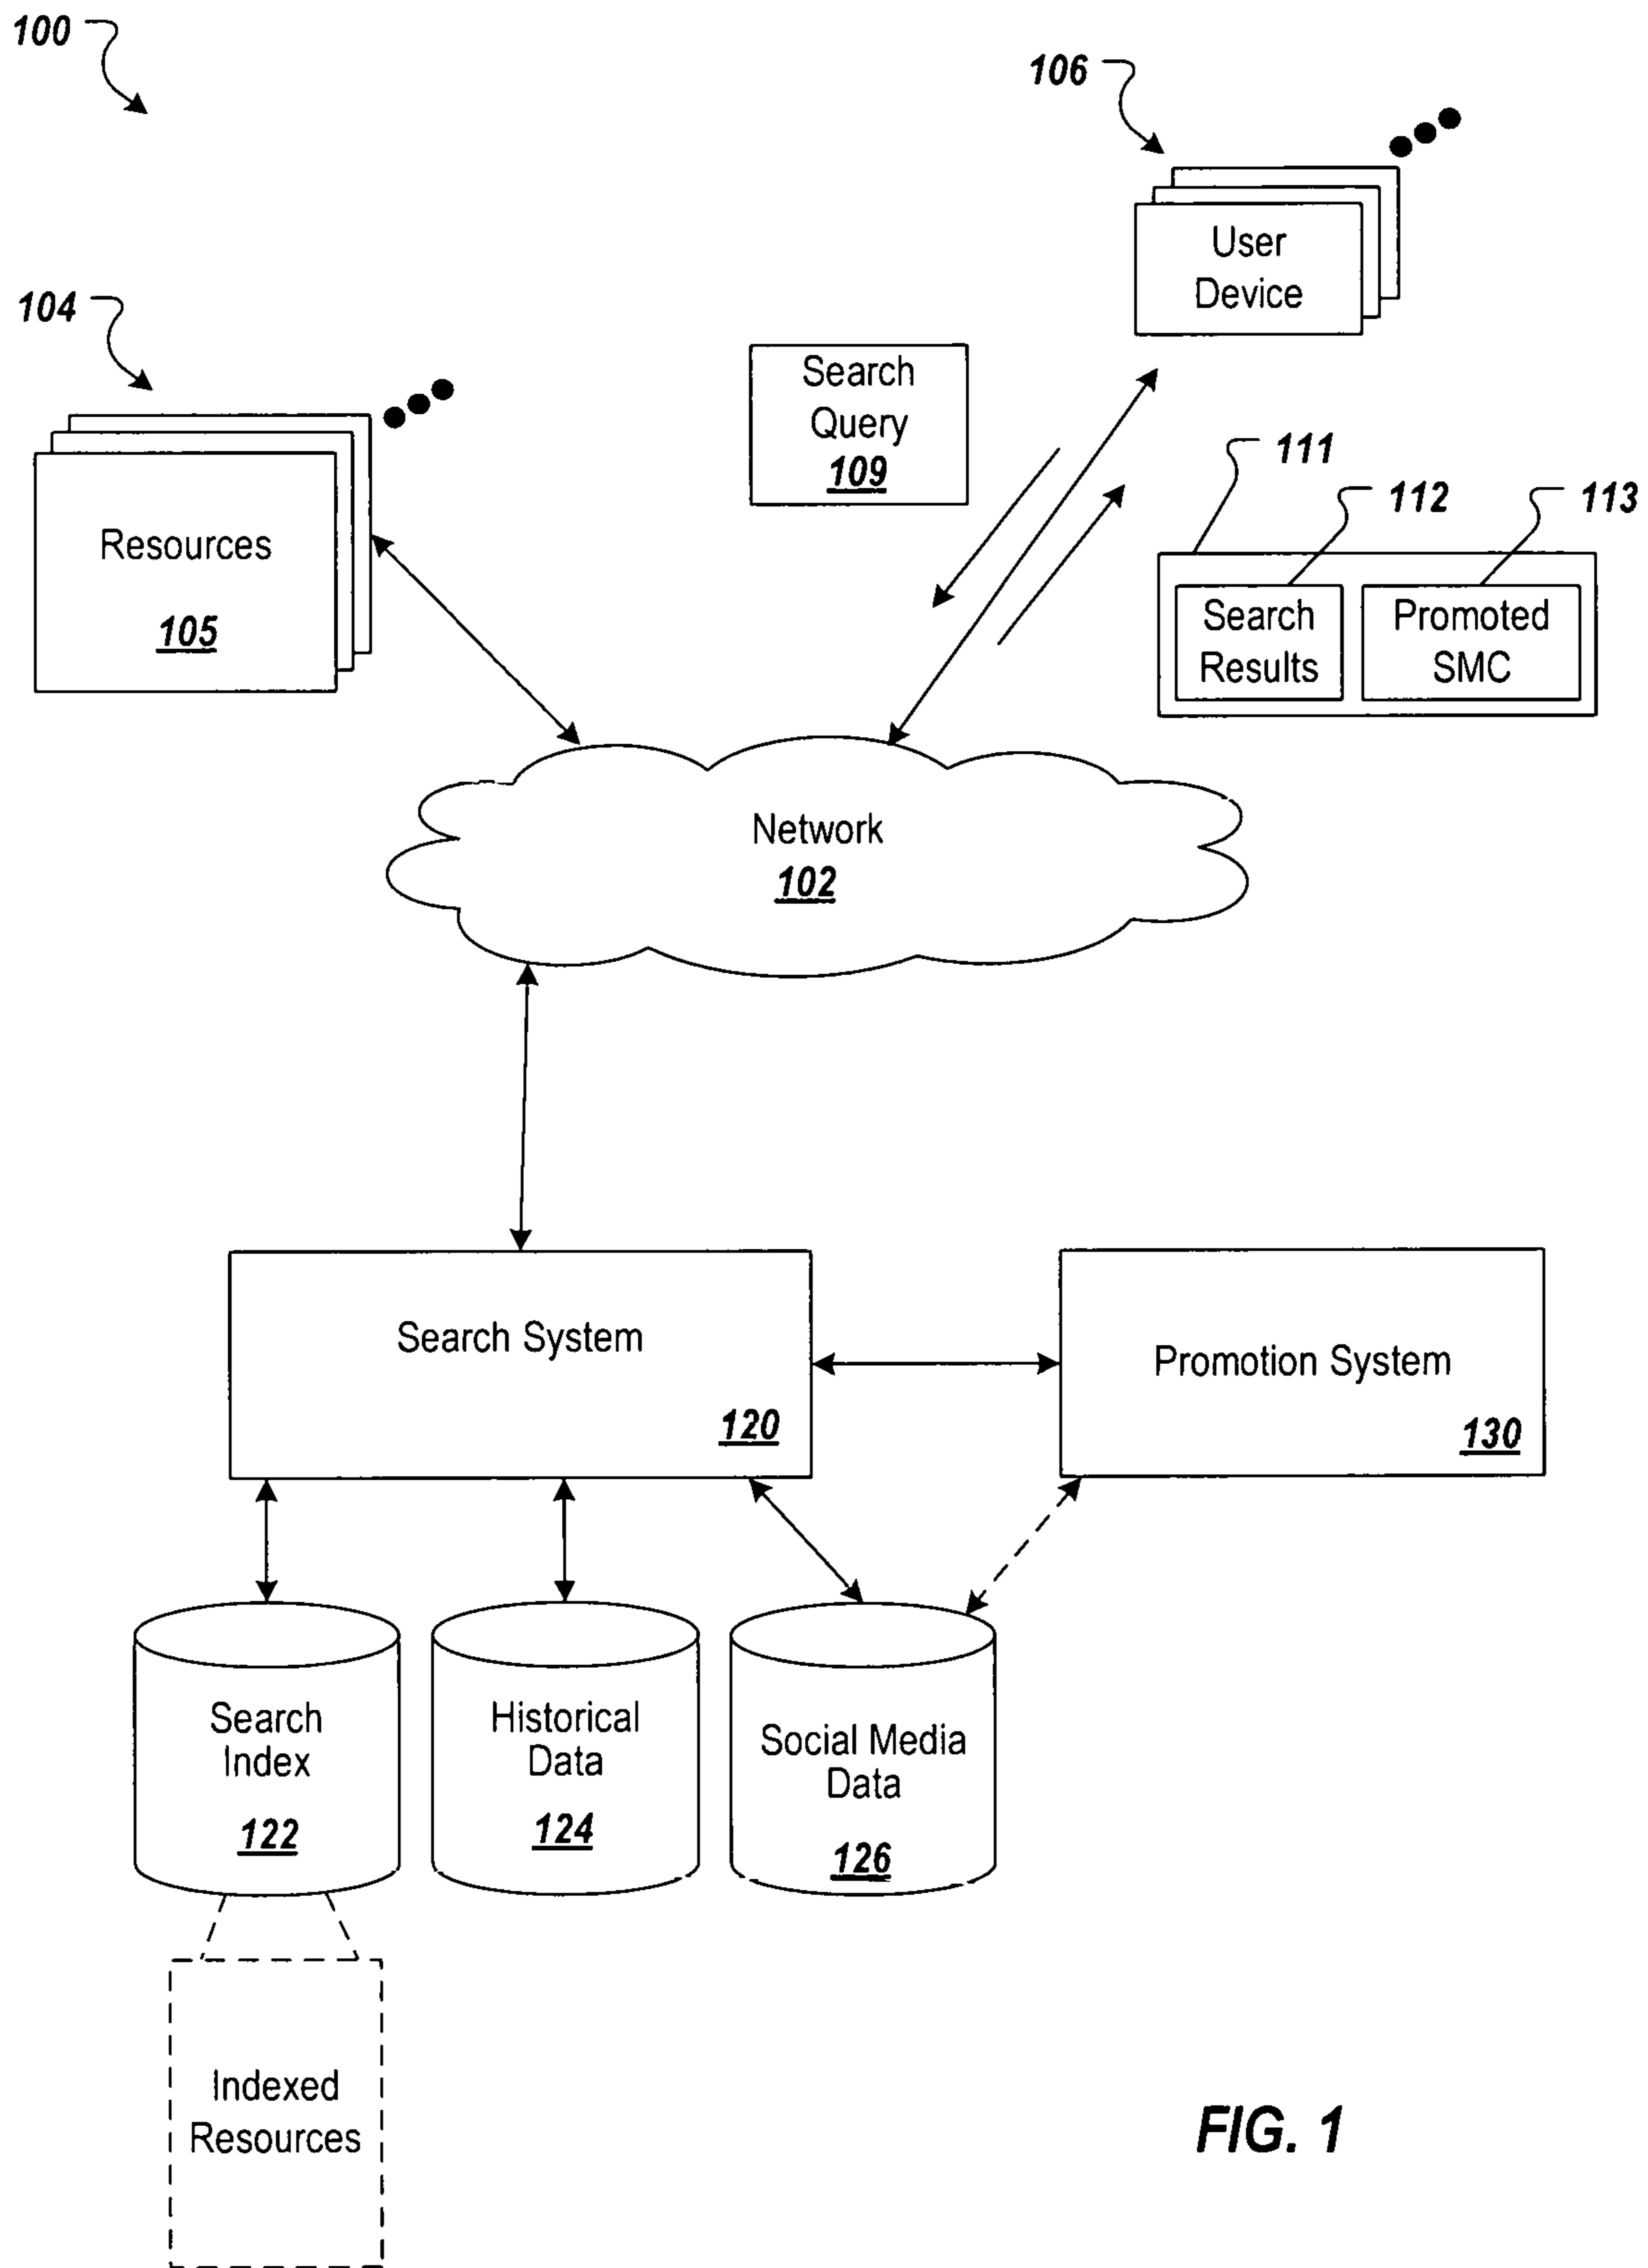 100
106
User
Device
104
Search
Query
109
111
112
113
Resources
105
Search
Results
Promoted
SMC
Network
102
Search System
120
Promotion System
130
Search
Index
122
Historical
Data
124
Social Media
Data
126
Indexed
Resources
FIG. 1